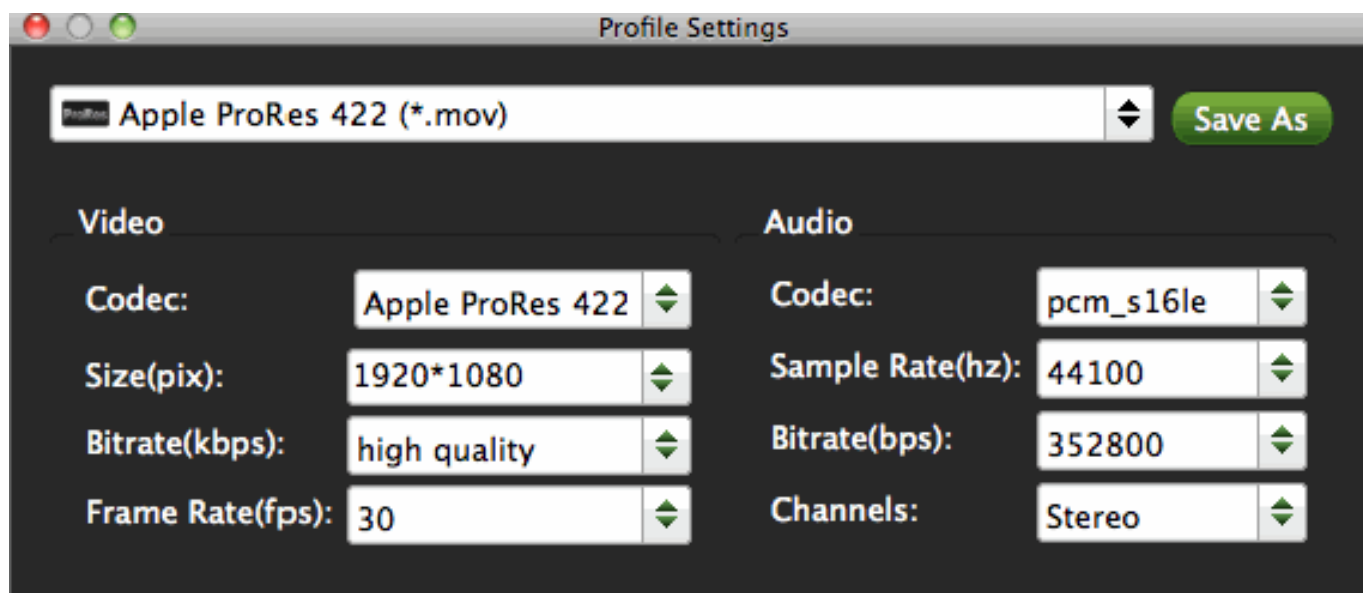 Profile Settings
ProRes Apple ProRes 422 (*.mov)
Save As
Video
Codec: Apple ProRes 422
Size(pix): 1920*1080
Bitrate(kbps): high quality
Frame Rate(fps): 30
Audio
Codec: pcm_s16le
Sample Rate(hz): 44100
Bitrate(bps): 352800
Channels: Stereo